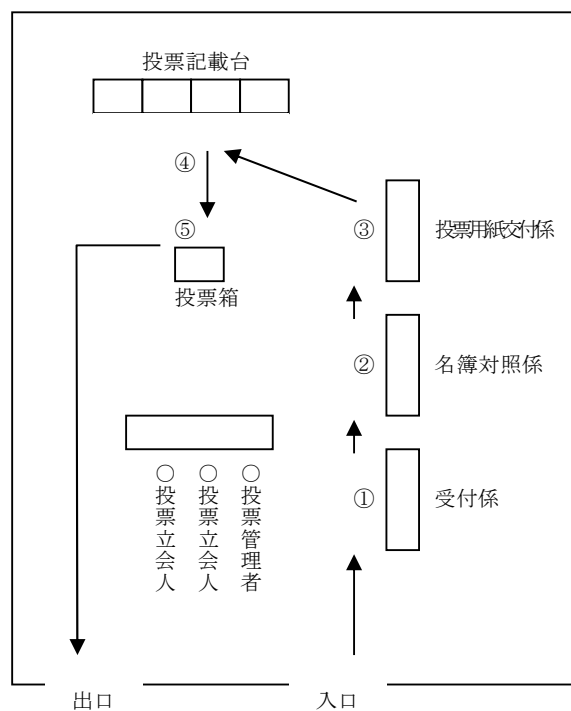 投票記載台
④
⑤
③
投票用紙交付係
投票箱
②
名簿対照係
①
受付係
○投票管理者
○投票立会人
○投票立会人
出口
入口